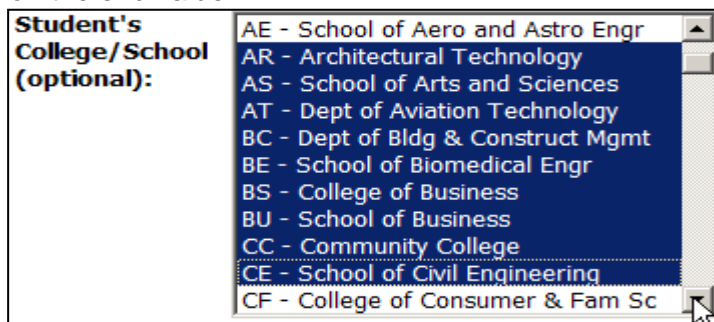 Student's
College/School
(optional):
AE - School of Aero and Astro Engr
AR - Architectural Technology
AS - School of Arts and Sciences
AT - Dept of Aviation Technology
BC - Dept of Bldg & Construct Mgmt
BE - School of Biomedical Engr
BS - College of Business
BU - School of Business
CC - Community College
CE - School of Civil Engineering
CF - College of Consumer & Fam Sc